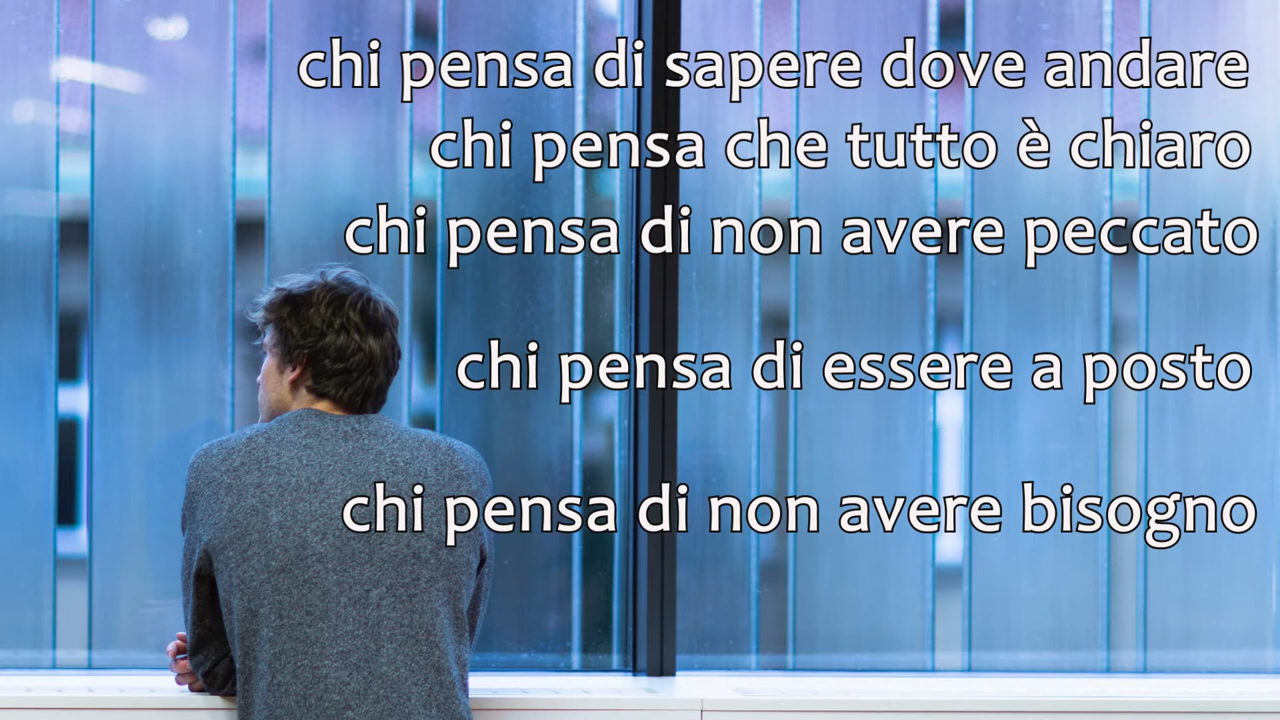 chi pensa di sapere dove andare
chi pensa che tutto è chiaro
chi pensa di non avere peccato
chi pensa di essere a posto
chi pensa di non avere bisogno